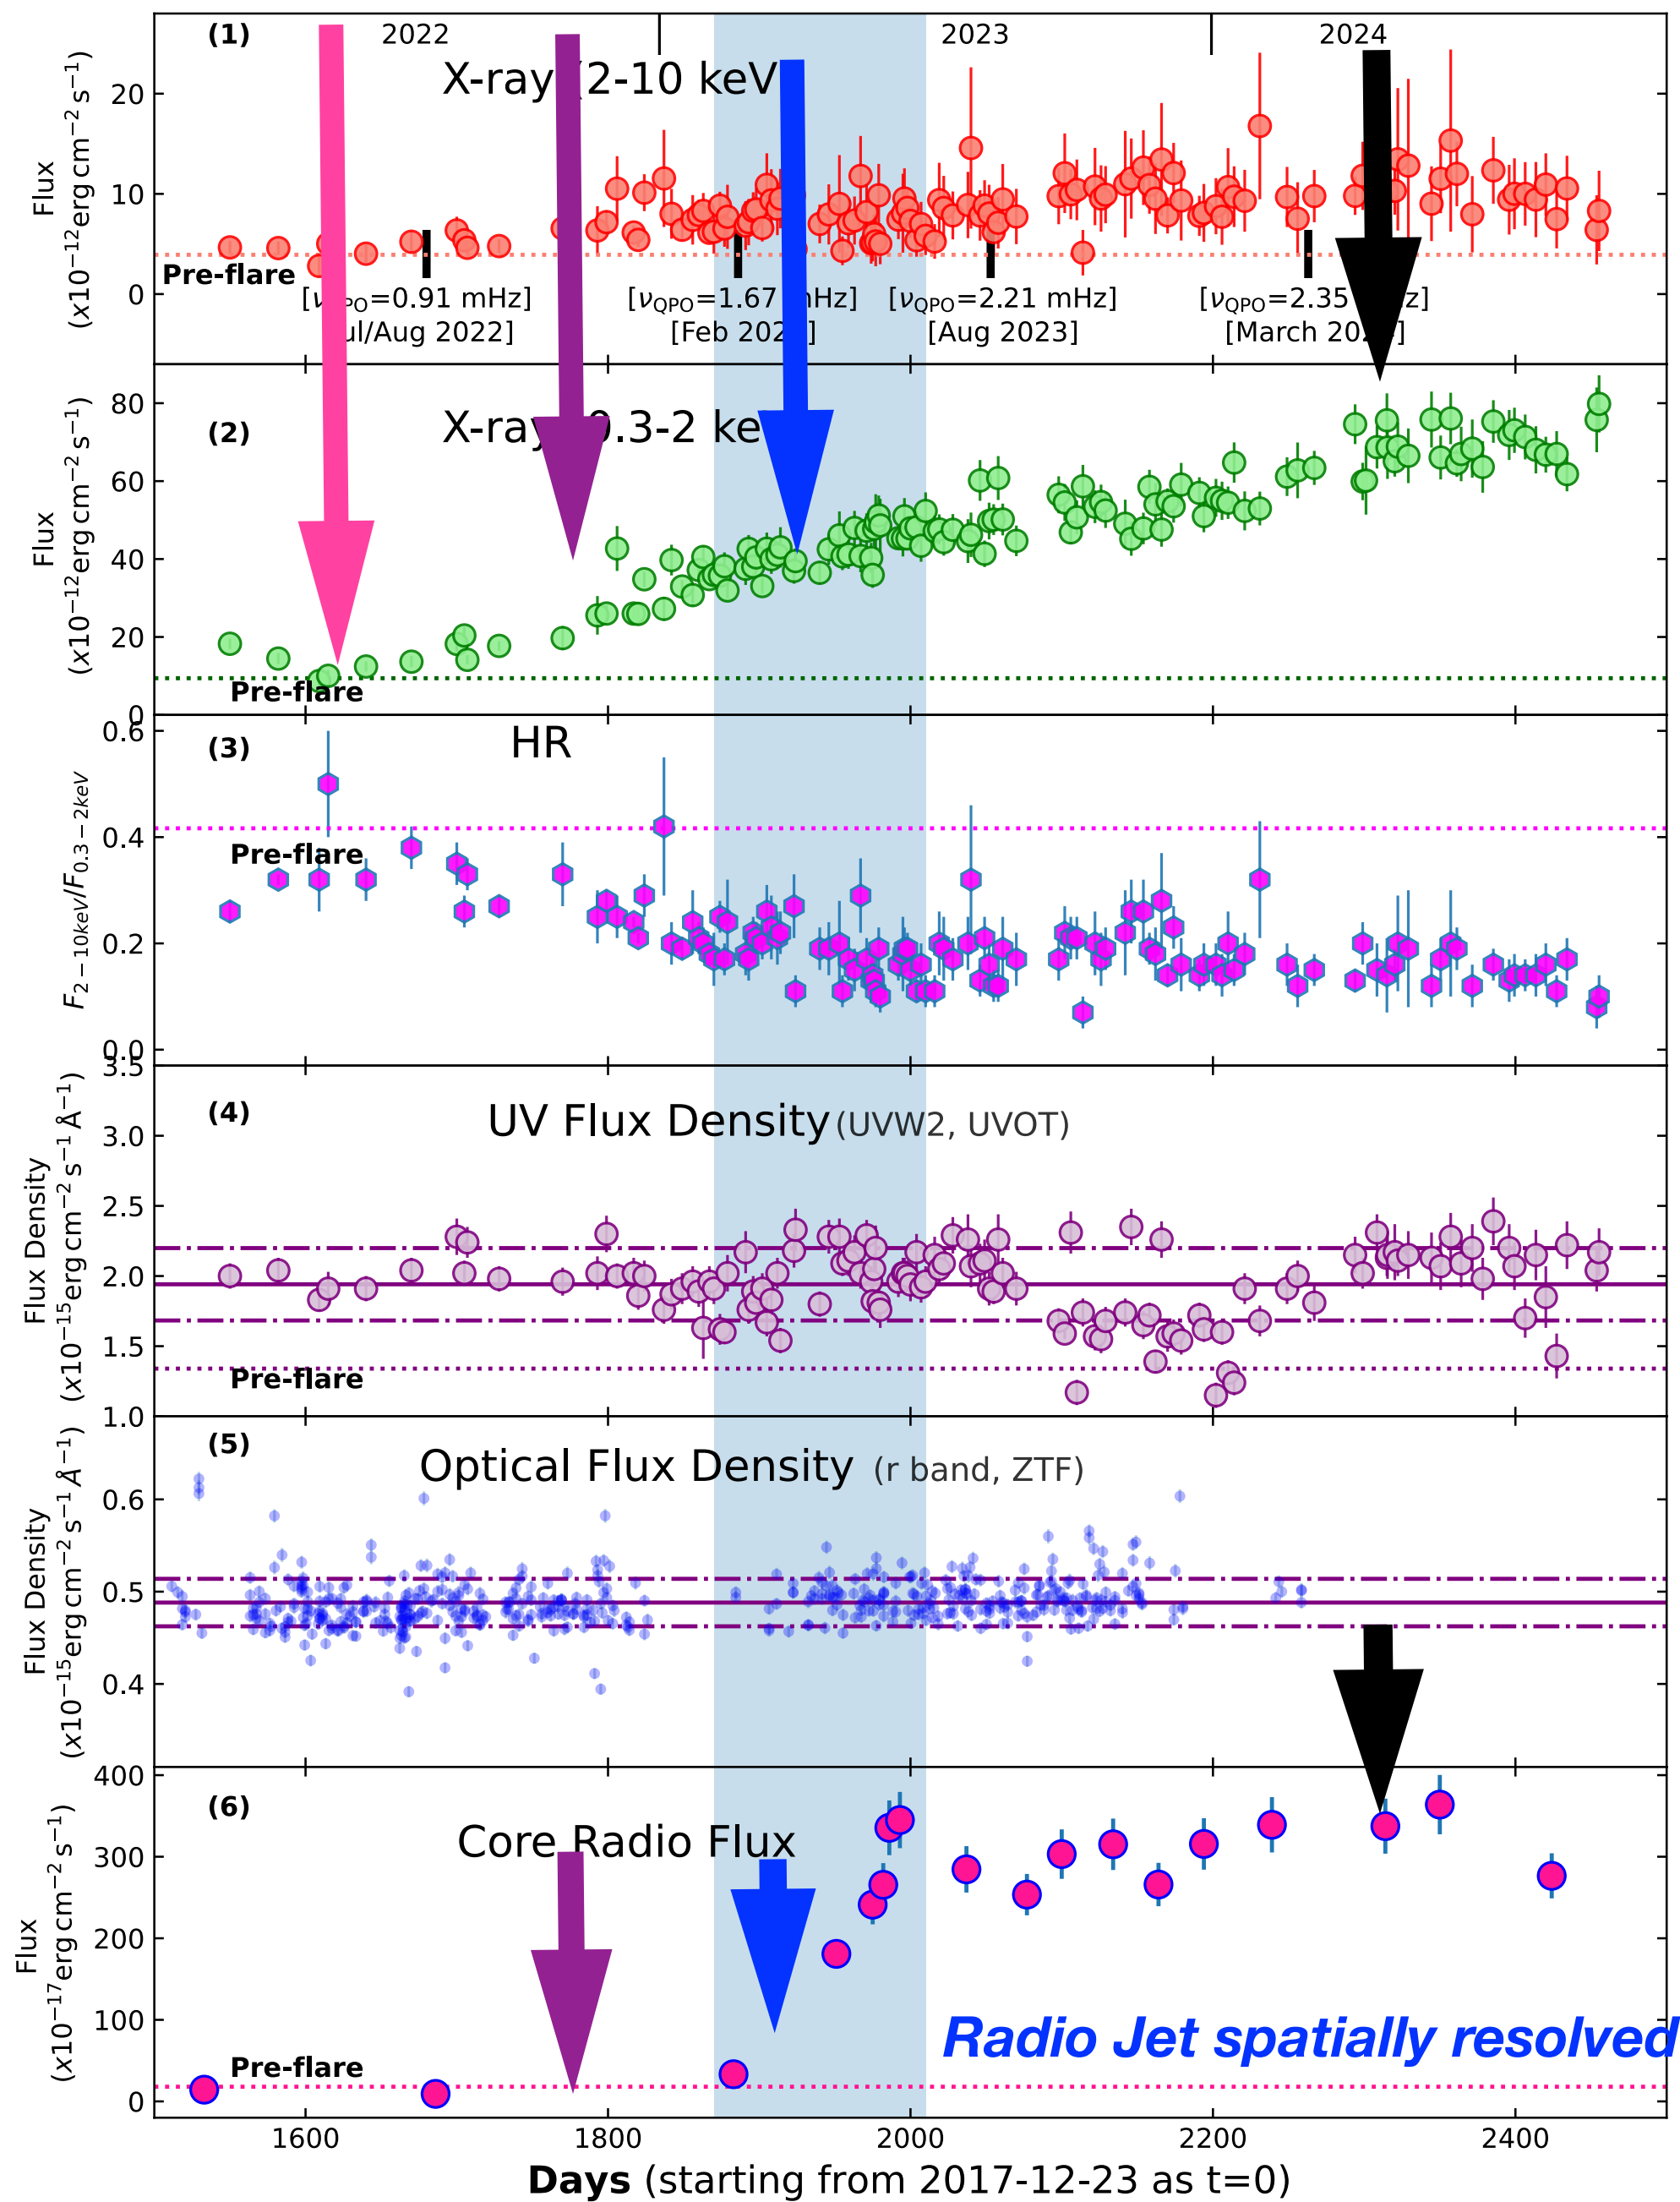 (1)
2022
2023
2024
X-ray (2-10 keV
Flux
(x10⁻¹²erg cm⁻² s⁻¹)
20
10
0
Pre-flare
PO=0.91 mHz]
ul/Aug 2022]
[νQPO=1.67 mHz]
[Feb 202 ]
[νQPO=2.21 mHz]
[Aug 2023]
[νQPO=2.35 z]
[March 20 ]
(2)
X-ray 0.3-2 ke
Flux
(x10⁻¹²erg cm⁻² s⁻¹)
80
60
40
20
0
Pre-flare
(3)
HR
F₂₋₁₀keV/F₀.₃₋₂keV
0.6
0.4
0.2
0.0
Pre-flare
(4)
UV Flux Density (UVW2, UVOT)
Flux Density
(x10⁻¹⁵erg cm⁻² s⁻¹ Å⁻¹)
3.5
3.0
2.5
2.0
1.5
1.0
Pre-flare
(5)
Optical Flux Density (r band, ZTF)
Flux Density
(x10⁻¹⁵erg cm⁻² s⁻¹ Å⁻¹)
0.6
0.5
0.4
(6)
Core Radio Flux
Flux
(x10⁻¹⁷erg cm⁻² s⁻¹)
400
300
200
100
0
Radio Jet spatially resolved
Pre-flare
1600
1800
2000
2200
2400
Days (starting from 2017-12-23 as t=0)